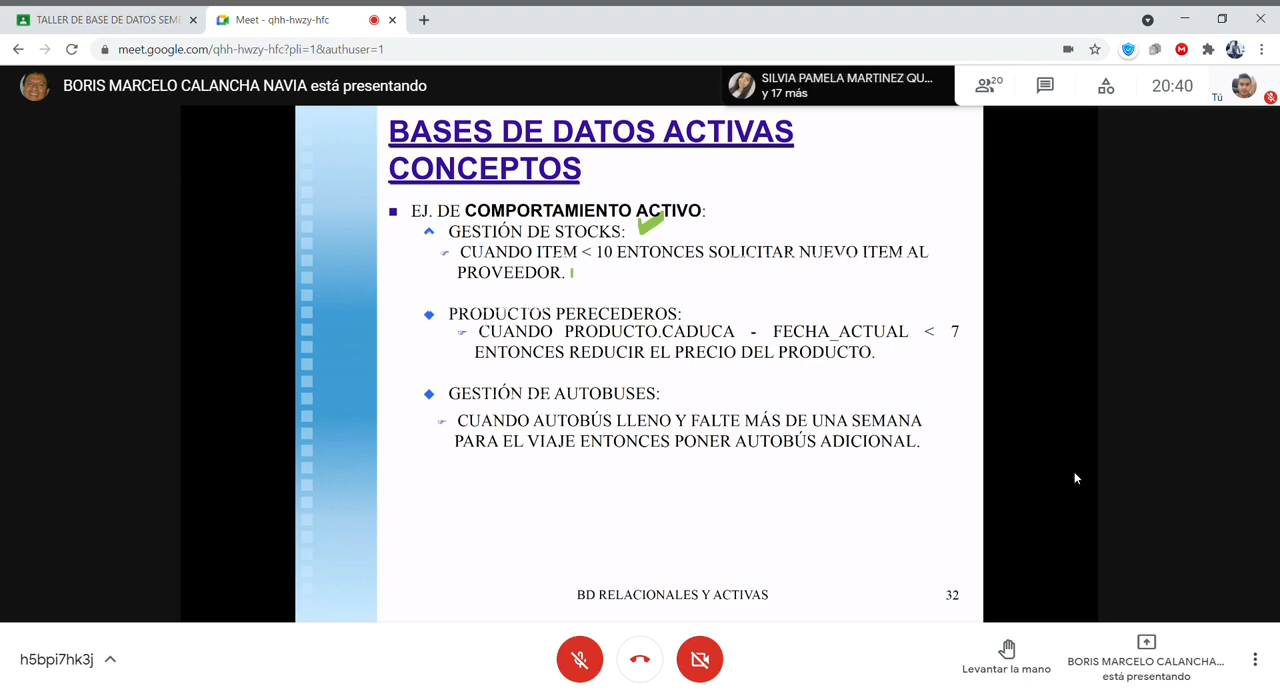 TALLER DE BASE DE DATOS SEM
Meet - qhh-hwzy-hfc
meet.google.com/qhh-hwzy-hfc?pli=1&authuser=1
BORIS MARCELO CALANCHA NAVIA está presentando
SILVIA PAMELA MARTINEZ QU...
y 17 más
20
20:40
Tú
BASES DE DATOS ACTIVAS
CONCEPTOS
EJ. DE COMPORTAMIENTO ACTIVO:
GESTIÓN DE STOCKS:
CUANDO ITEM < 10 ENTONCES SOLICITAR NUEVO ITEM AL
PROVEEDOR.
PRODUCTOS PERECEDEROS:
CUANDO PRODUCTO.CADUCA - FECHA_ACTUAL < 7
ENTONCES REDUCIR EL PRECIO DEL PRODUCTO.
GESTIÓN DE AUTOBUSES:
CUANDO AUTOBÚS LLENO Y FALTE MÁS DE UNA SEMANA
PARA EL VIAJE ENTONCES PONER AUTOBÚS ADICIONAL.
BD RELACIONALES Y ACTIVAS
32
h5bpi7hk3j
Levantar la mano
BORIS MARCELO CALANCHA...
está presentando